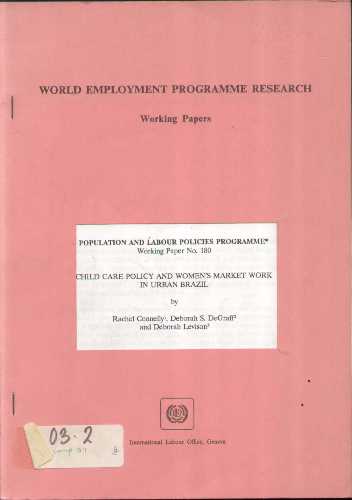 WORLD EMPLOYMENT PROGRAMME RESEARCH
Working Papers
POPULATION AND LABOUR POLICIES PROGRAMME*
Working Paper No. 180
CHILD CARE POLICY AND WOMEN'S MARKET WORK
IN URBAN BRAZIL
by
Rachel Connelly¹, Deborah S. DeGraff²
and Deborah Levison³
03-2
International Labour Office, Geneva